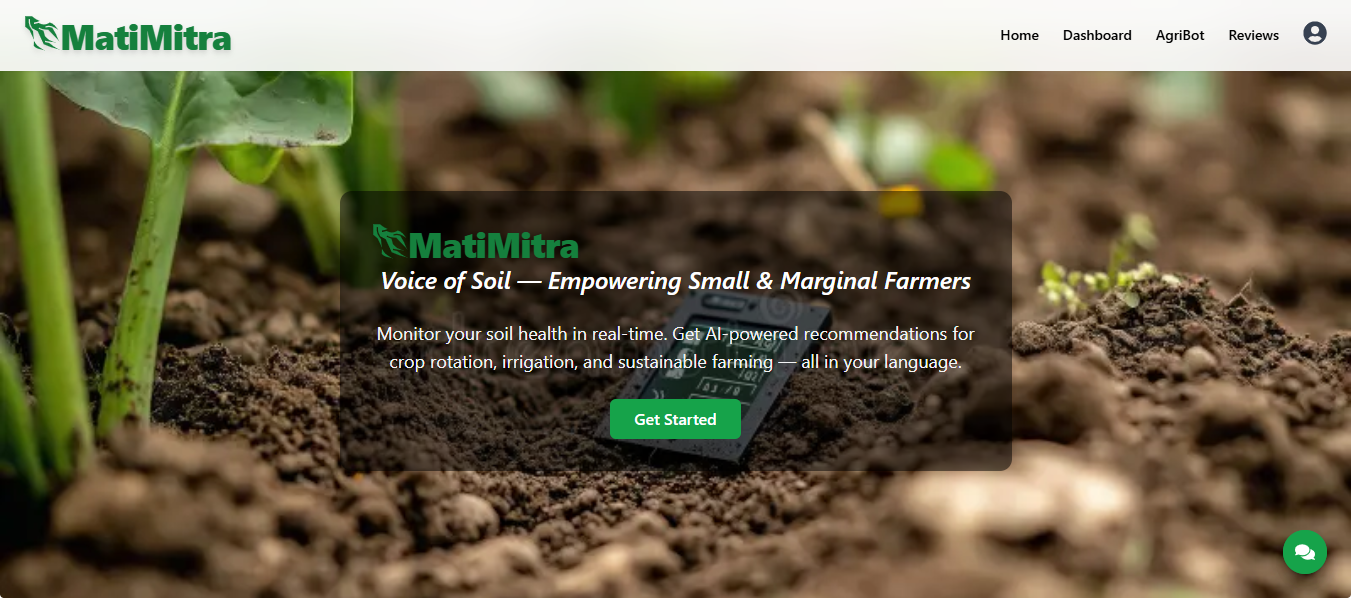 MatiMitra
Home
Dashboard
AgriBot
Reviews
MatiMitra
Voice of Soil — Empowering Small & Marginal Farmers
Monitor your soil health in real-time. Get AI-powered recommendations for
crop rotation, irrigation, and sustainable farming — all in your language.
Get Started